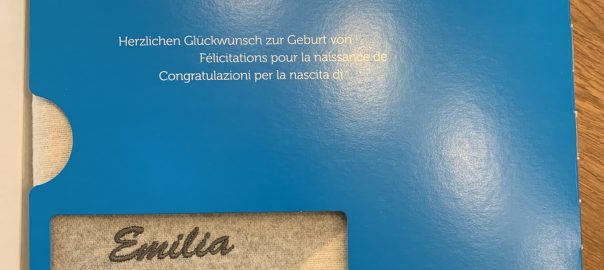 Herzlichen Glückwunsch zur Geburt von
Félicitations pour la naissance de
Congratulazioni per la nascita di
Emilia